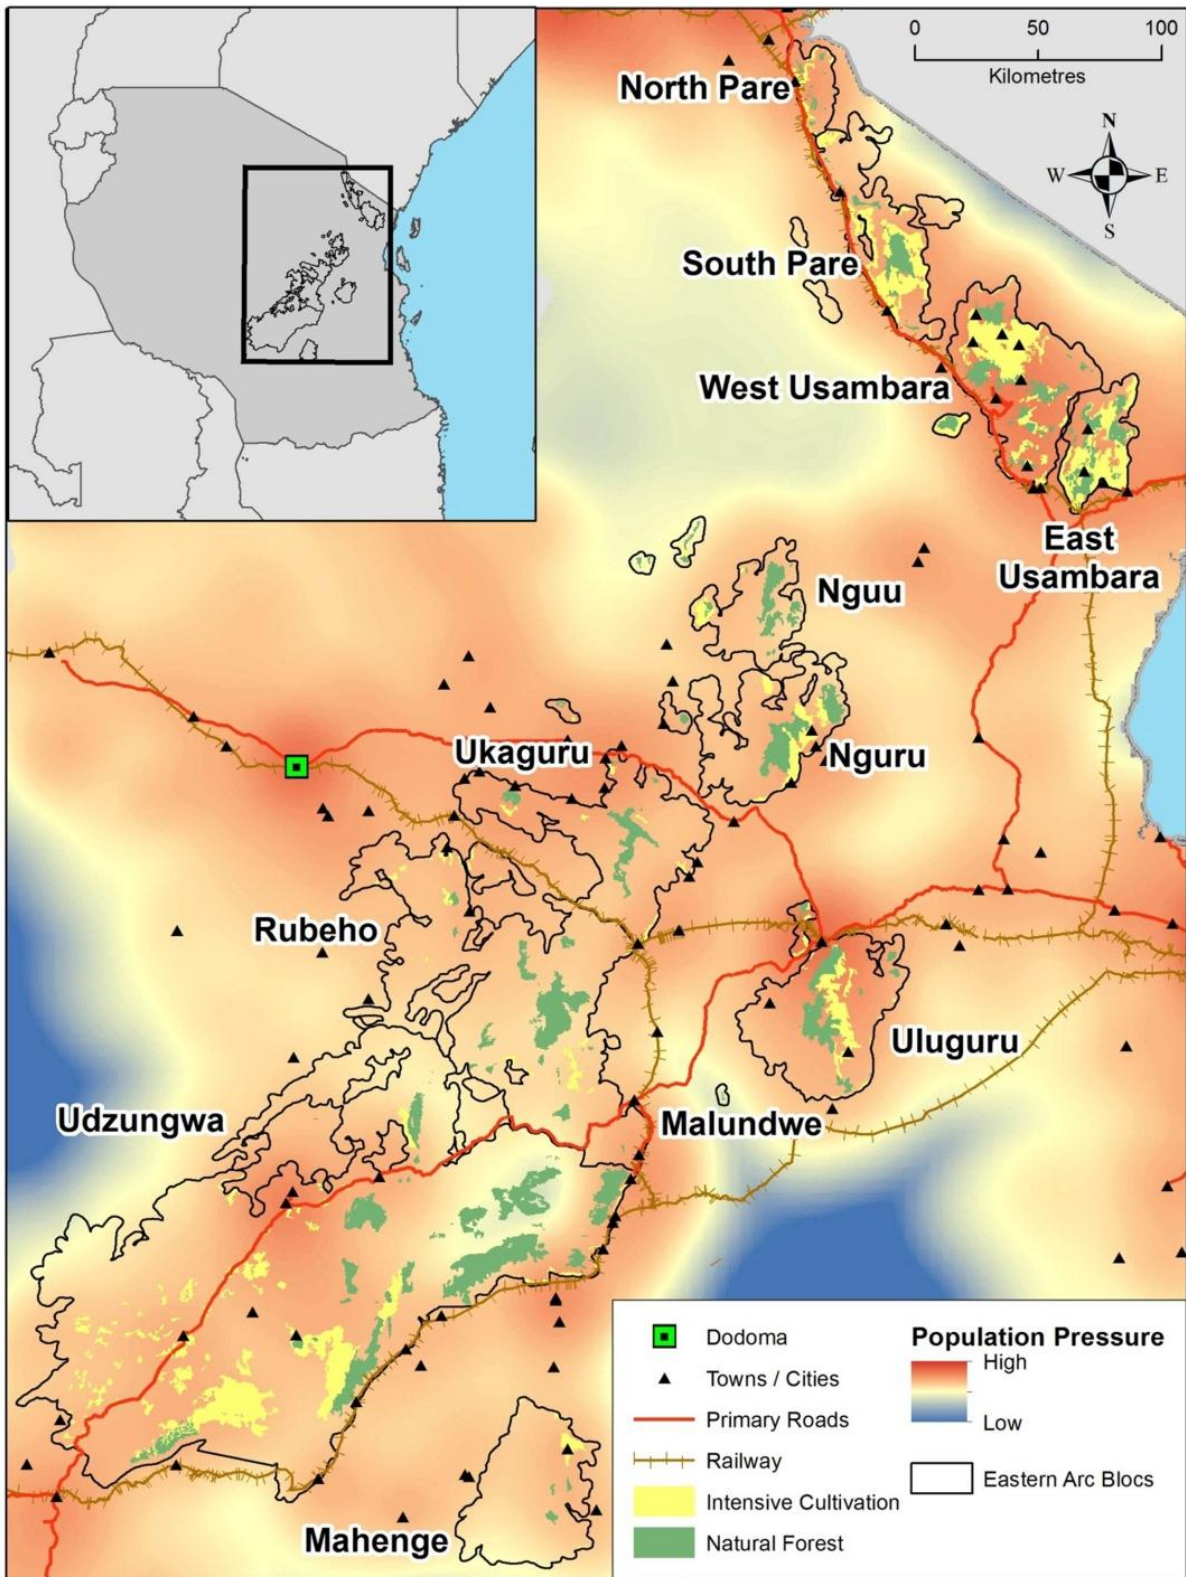 0 50 100
Kilometres
N
W E
S
North Pare
South Pare
West Usambara
East
Usambara
Nguu
Ukaguru
Nguru
Rubeho
Uluguru
Udzungwa
Malundwe
Mahenge
Dodoma
Towns / Cities
Primary Roads
Railway
Intensive Cultivation
Natural Forest
Population Pressure
High
Low
Eastern Arc Blocs